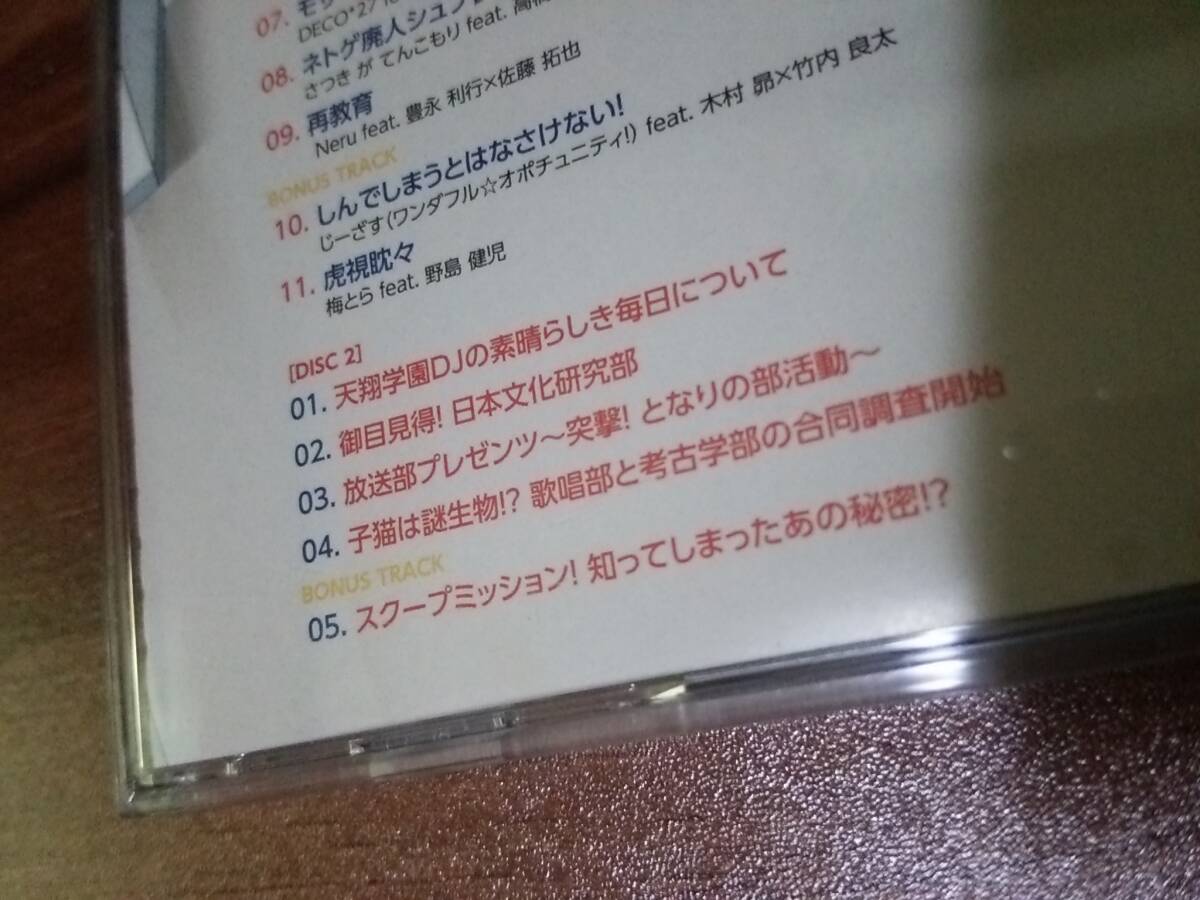 07. モッ
DECO*27 fe
08. ネトゲ廃人シュプ
さつき が てんこもり feat. 高橋
09. 再教育
Neru feat. 豊永 利行×佐藤 拓也
BONUS TRACK
10. しんでしまうとはなさけない!
じーざす(ワンダフル☆オポチュニティ!) feat. 木村 昴×竹内 良太
11. 虎視眈々
梅とら feat. 野島 健児
[DISC 2]
01. 天翔学園DJの素晴らしき毎日について
02. 御目見得! 日本文化研究部
03. 放送部プレゼンツ～突撃! となりの部活動～
04. 子猫は謎生物!? 歌唱部と考古学部の合同調査開始
BONUS TRACK
05. スクープミッション! 知ってしまったあの秘密!?